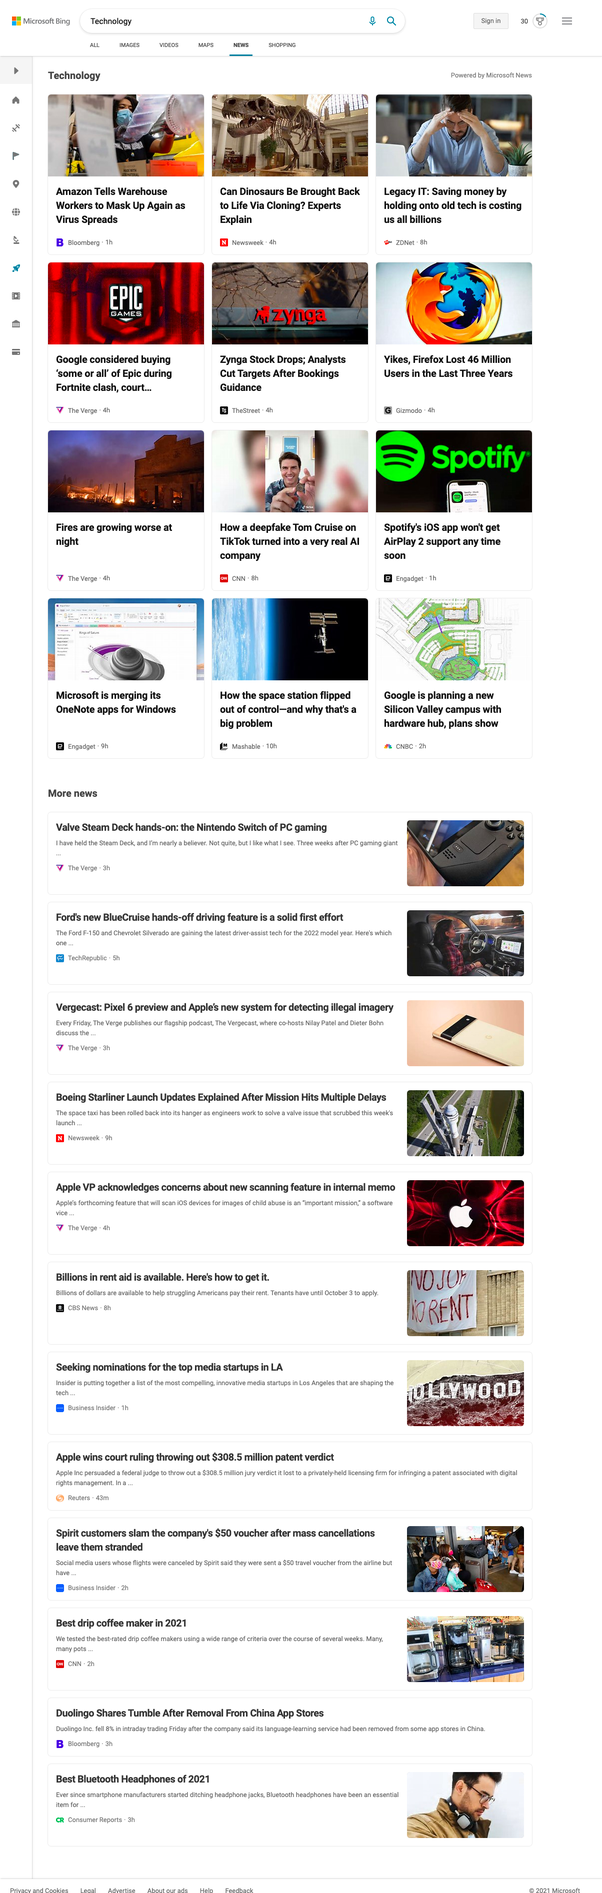 Microsoft Bing
Technology
Sign in
30
ALL IMAGES VIDEOS MAPS NEWS SHOPPING
Technology
Powered by Microsoft News
Amazon Tells Warehouse
Workers to Mask Up Again as
Virus Spreads
Bloomberg · 1h
Can Dinosaurs Be Brought Back
to Life Via Cloning? Experts
Explain
Newsweek · 4h
Legacy IT: Saving money by
holding onto old tech is costing
us all billions
ZDNet · 8h
EPIC
GAMES
Google considered buying
‘some or all’ of Epic during
Fortnite clash, court...
The Verge · 4h
zynga
Zynga Stock Drops; Analysts
Cut Targets After Bookings
Guidance
TheStreet · 4h
Yikes, Firefox Lost 46 Million
Users in the Last Three Years
Gizmodo · 4h
Fires are growing worse at
night
The Verge · 4h
How a deepfake Tom Cruise on
TikTok turned into a very real AI
company
CNN · 8h
Spotify
Spotify's iOS app won't get
AirPlay 2 support any time
soon
Engadget · 1h
Microsoft is merging its
OneNote apps for Windows
Engadget · 9h
How the space station flipped
out of control—and why that's a
big problem
Mashable · 10h
Google is planning a new
Silicon Valley campus with
hardware hub, plans show
CNBC · 2h
More news
Valve Steam Deck hands-on: the Nintendo Switch of PC gaming
I have held the Steam Deck, and I'm nearly a believer. Not quite, but I like what I see. Three weeks after PC gaming giant
...
The Verge · 3h
Ford's new BlueCruise hands-off driving feature is a solid first effort
The Ford F-150 and Chevrolet Silverado are gaining the latest driver-assist tech for the 2022 model year. Here's which
one ...
TechRepublic · 5h
Vergecast: Pixel 6 preview and Apple's new system for detecting illegal imagery
Every Friday, The Verge publishes our flagship podcast, The Vergecast, where co-hosts Nilay Patel and Dieter Bohn
discuss the ...
The Verge · 3h
Boeing Starliner Launch Updates Explained After Mission Hits Multiple Delays
The space taxi has been rolled back into its hanger as engineers work to solve a valve issue that scrubbed this week's
launch ...
Newsweek · 9h
Apple VP acknowledges concerns about new scanning feature in internal memo
Apple's forthcoming feature that will scan iOS devices for images of child abuse is an "important mission," a software
vice ...
The Verge · 4h
Billions in rent aid is available. Here's how to get it.
Billions of dollars are available to help struggling Americans pay their rent. Tenants have until October 3 to apply.
CBS News · 8h
NO JOB
NO RENT
Seeking nominations for the top media startups in LA
Insider is putting together a list of the most compelling, innovative media startups in Los Angeles that are shaping the
tech ...
Business Insider · 1h
HOLLYWOOD
Apple wins court ruling throwing out $308.5 million patent verdict
Apple Inc persuaded a federal judge to throw out a $308.5 million jury verdict it lost to a privately-held licensing firm for infringing a patent associated with digital
rights management. In a ...
Reuters · 43m
Spirit customers slam the company's $50 voucher after mass cancellations
leave them stranded
Social media users whose flights were canceled by Spirit said they were sent a $50 travel voucher from the airline but
have ...
Business Insider · 2h
Best drip coffee maker in 2021
We tested the best-rated drip coffee makers using a wide range of criteria over the course of several weeks. Many,
many pots ...
CNN · 2h
Duolingo Shares Tumble After Removal From China App Stores
Duolingo Inc. fell 8% in intraday trading Friday after the company said its language-learning service had been removed from some app stores in China.
Bloomberg · 3h
Best Bluetooth Headphones of 2021
Ever since smartphone manufacturers started ditching headphone jacks, Bluetooth headphones have been an essential
item for ...
Consumer Reports · 3h
Privacy and Cookies Legal Advertise About our ads Help Feedback
© 2021 Microsoft